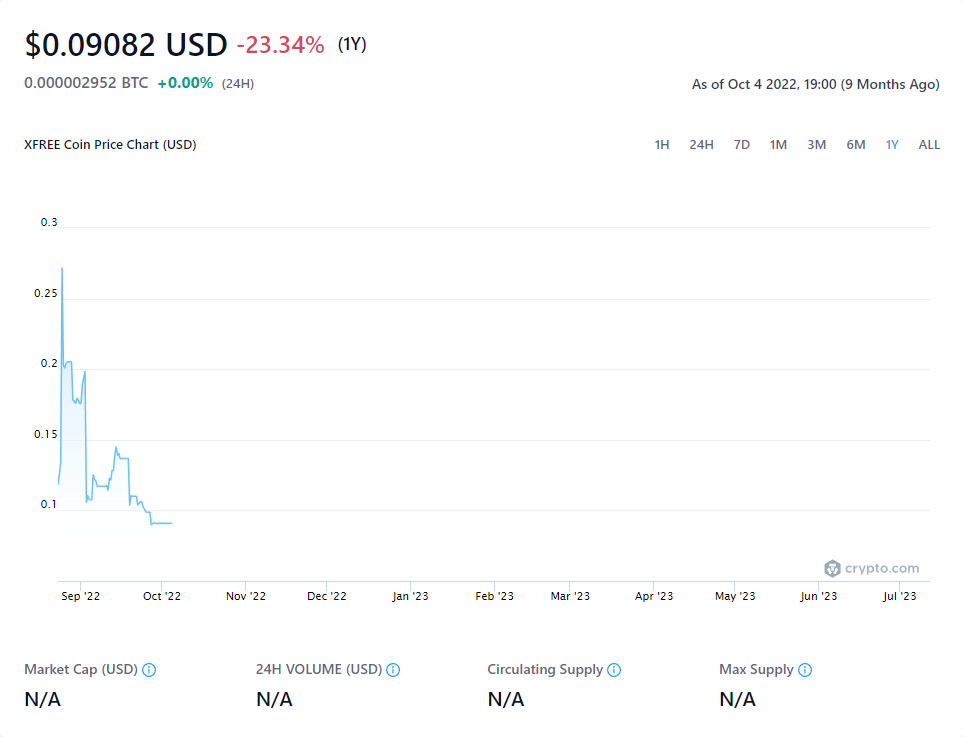 $0.09082 USD -23.34% (1Y)
0.000002952 BTC +0.00% (24H)
As of Oct 4 2022, 19:00 (9 Months Ago)
XFREE Coin Price Chart (USD)
1H 24H 7D 1M 3M 6M 1Y ALL
0.3
0.25
0.2
0.15
0.1
crypto.com
Sep '22 Oct '22 Nov '22 Dec '22 Jan '23 Feb '23 Mar '23 Apr '23 May '23 Jun '23 Jul '23
Market Cap (USD) 24H VOLUME (USD) Circulating Supply Max Supply
N/A N/A N/A N/A